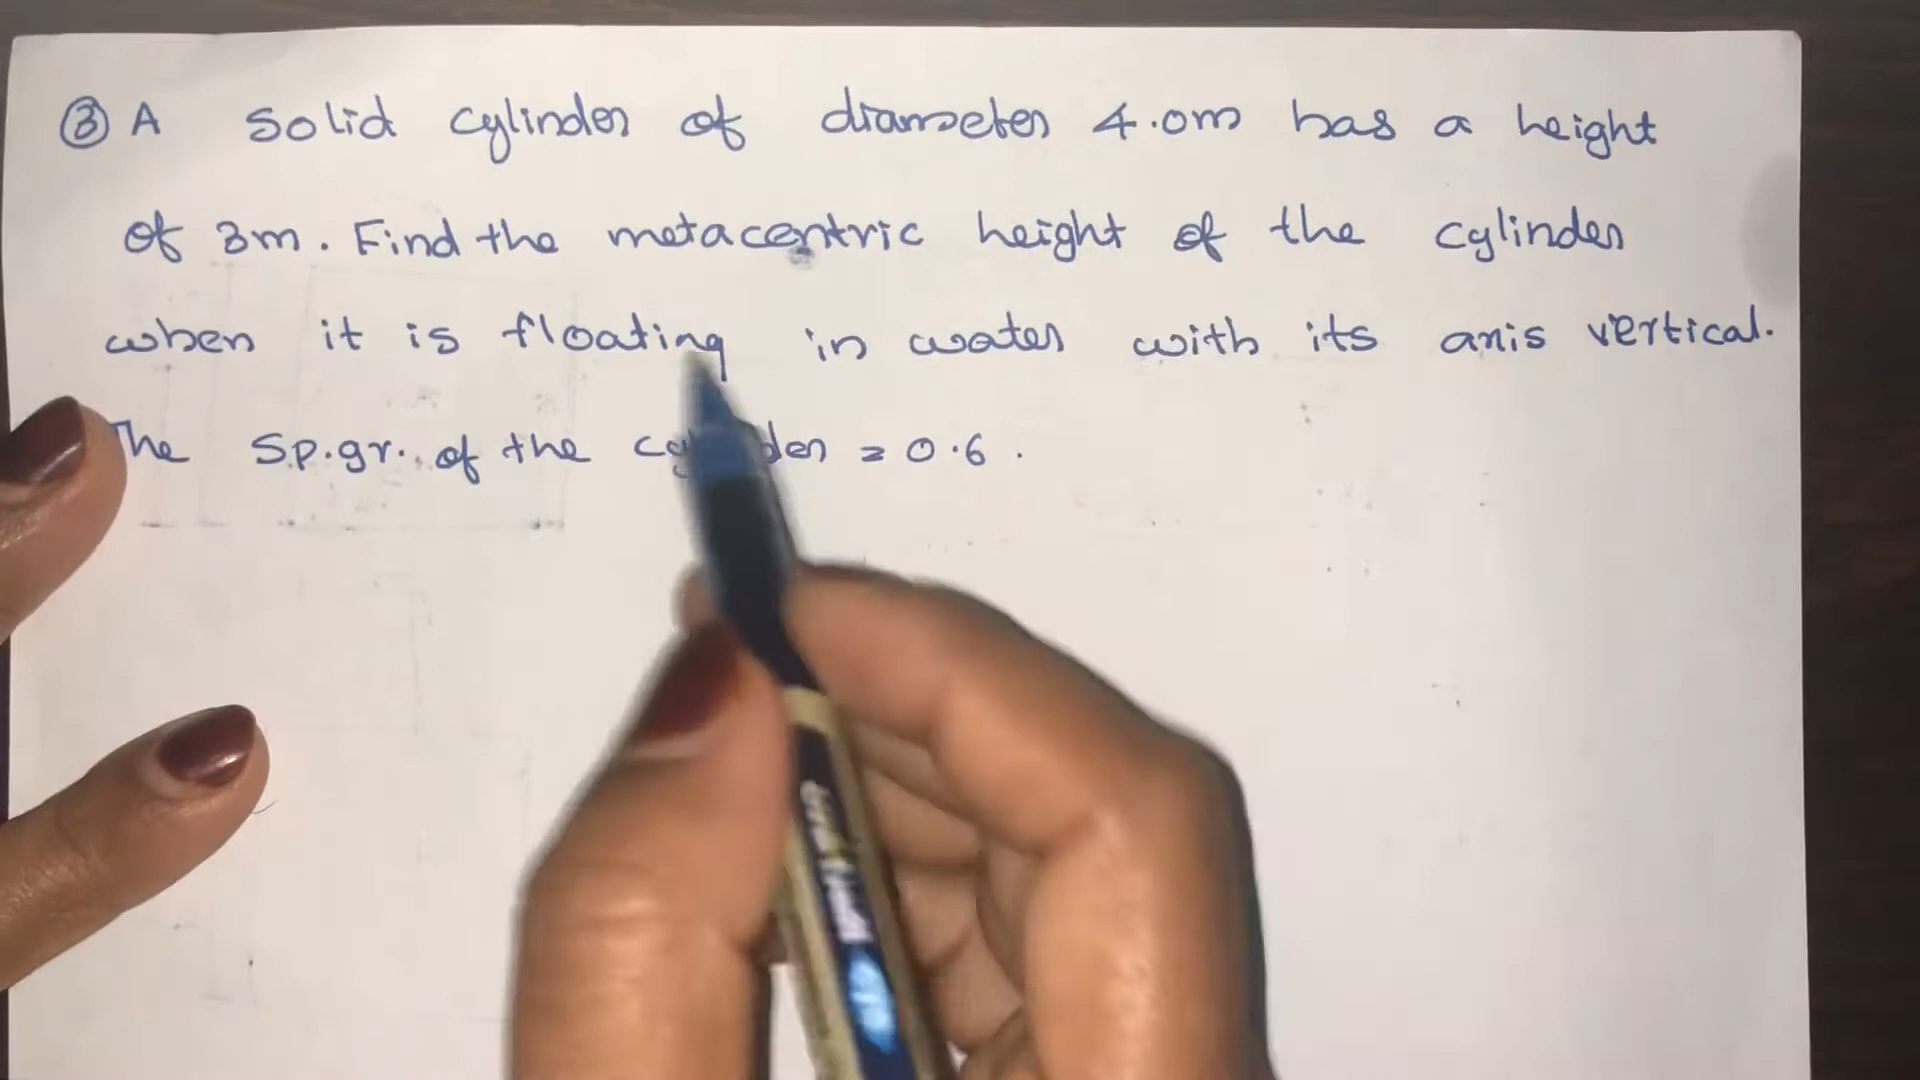 ③ A solid cylinder of diameter 4.0m has a height
of 3m. Find the metacentric height of the cylinder
when it is floating in water with its axis vertical.
The Sp.gr. of the = 0.6.